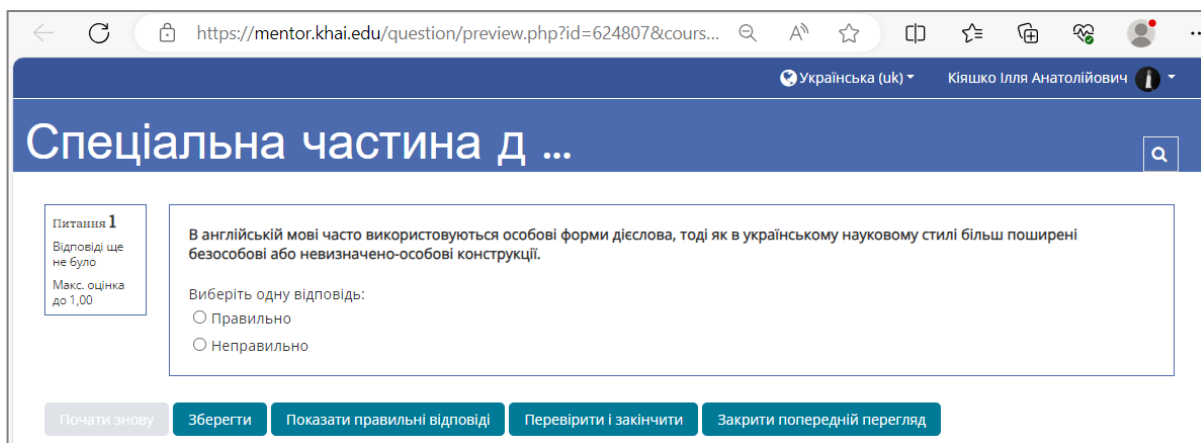 https://mentor.khai.edu/question/preview.php?id=624807&cours...
Українська (uk)
Кіяшко Ілля Анатолійович
Спеціальна частина д ...
Питання 1
Відповіді ще
не було
Макс. оцінка
до 1,00
В англійській мові часто використовуються особові форми дієслова, тоді як в українському науковому стилі більш поширені
безособові або невизначено-особові конструкції.
Виберіть одну відповідь:
Правильно
Неправильно
Почати знову
Зберегти
Показати правильні відповіді
Перевірити і закінчити
Закрити попередній перегляд